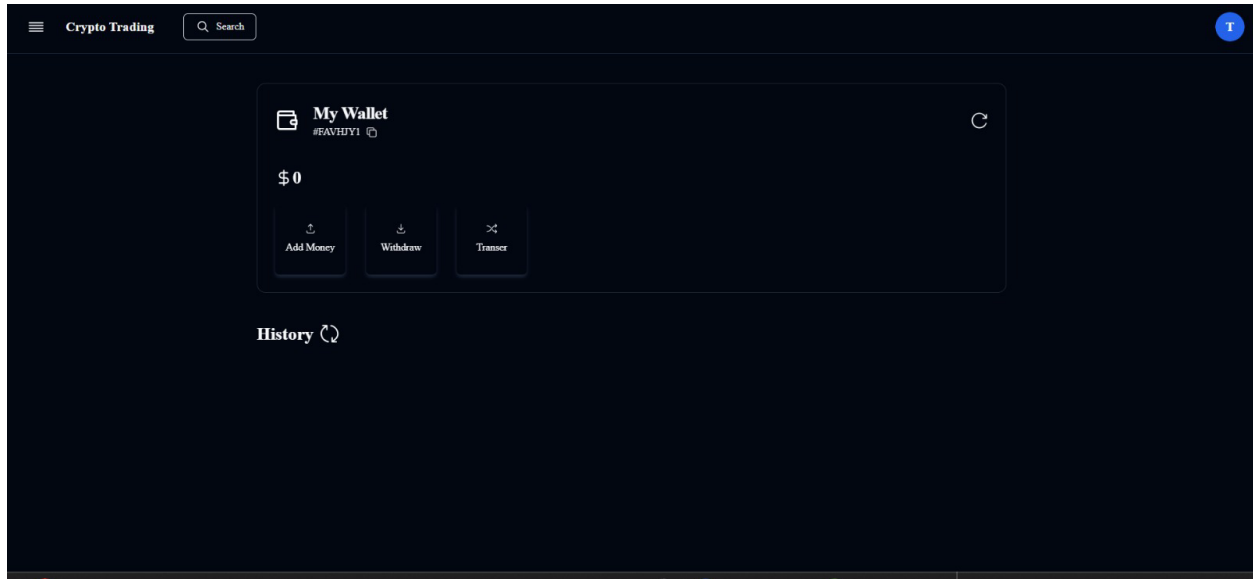 Crypto Trading
Search
T
My Wallet
#FAVHJY1
$ 0
Add Money
Withdraw
Transer
History